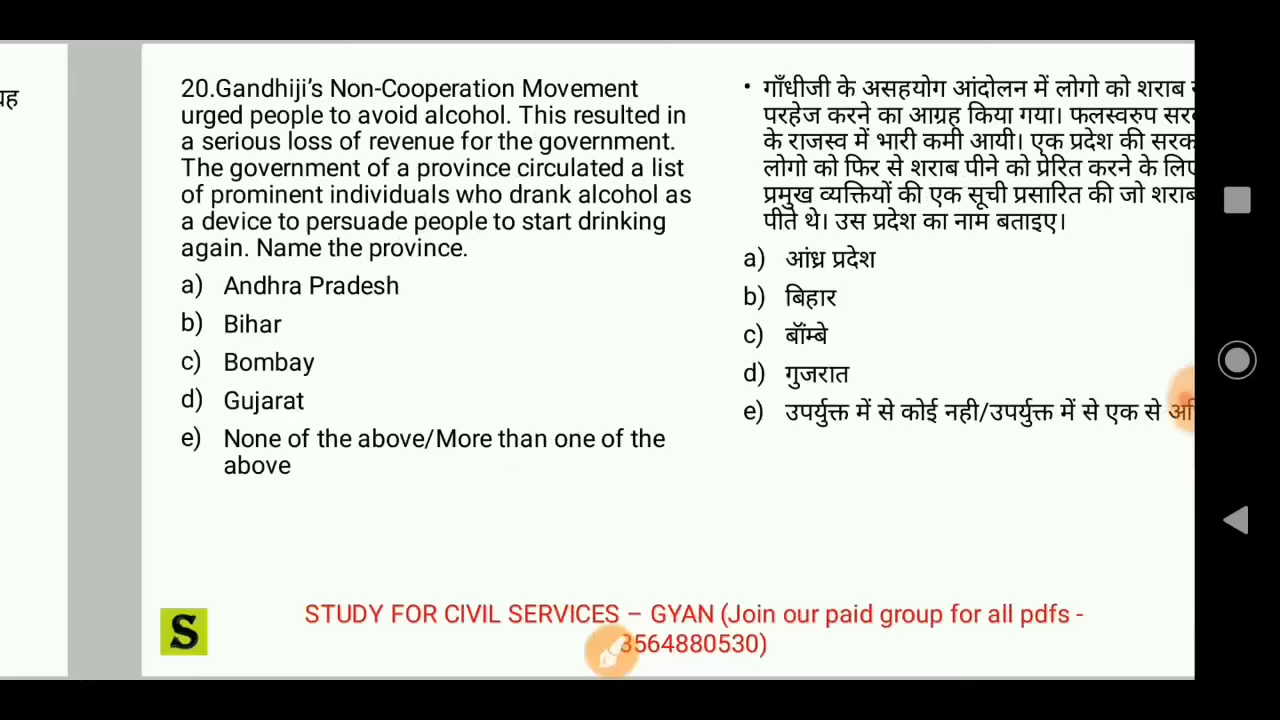 यह
20.Gandhiji's Non-Cooperation Movement
urged people to avoid alcohol. This resulted in
a serious loss of revenue for the government.
The government of a province circulated a list
of prominent individuals who drank alcohol as
a device to persuade people to start drinking
again. Name the province.
a) Andhra Pradesh
b) Bihar
c) Bombay
d) Gujarat
e) None of the above/More than one of the
above
• गाँधीजी के असहयोग आंदोलन में लोगो को शराब
परहेज करने का आग्रह किया गया। फलस्वरुप
के राजस्व में भारी कमी आयी। एक प्रदेश की
लोगो को फिर से शराब पीने को प्रेरित करने के
प्रमुख व्यक्तियों की एक सूची प्रसारित की जो शराब
पीते थे। उस प्रदेश का नाम बताइए।
a) आंध्र प्रदेश
b) बिहार
c) बॉम्बे
d) गुजरात
e) उपर्युक्त में से कोई नही/उपर्युक्त में से एक से
S
STUDY FOR CIVIL SERVICES – GYAN (Join our paid group for all pdfs -
3564880530)